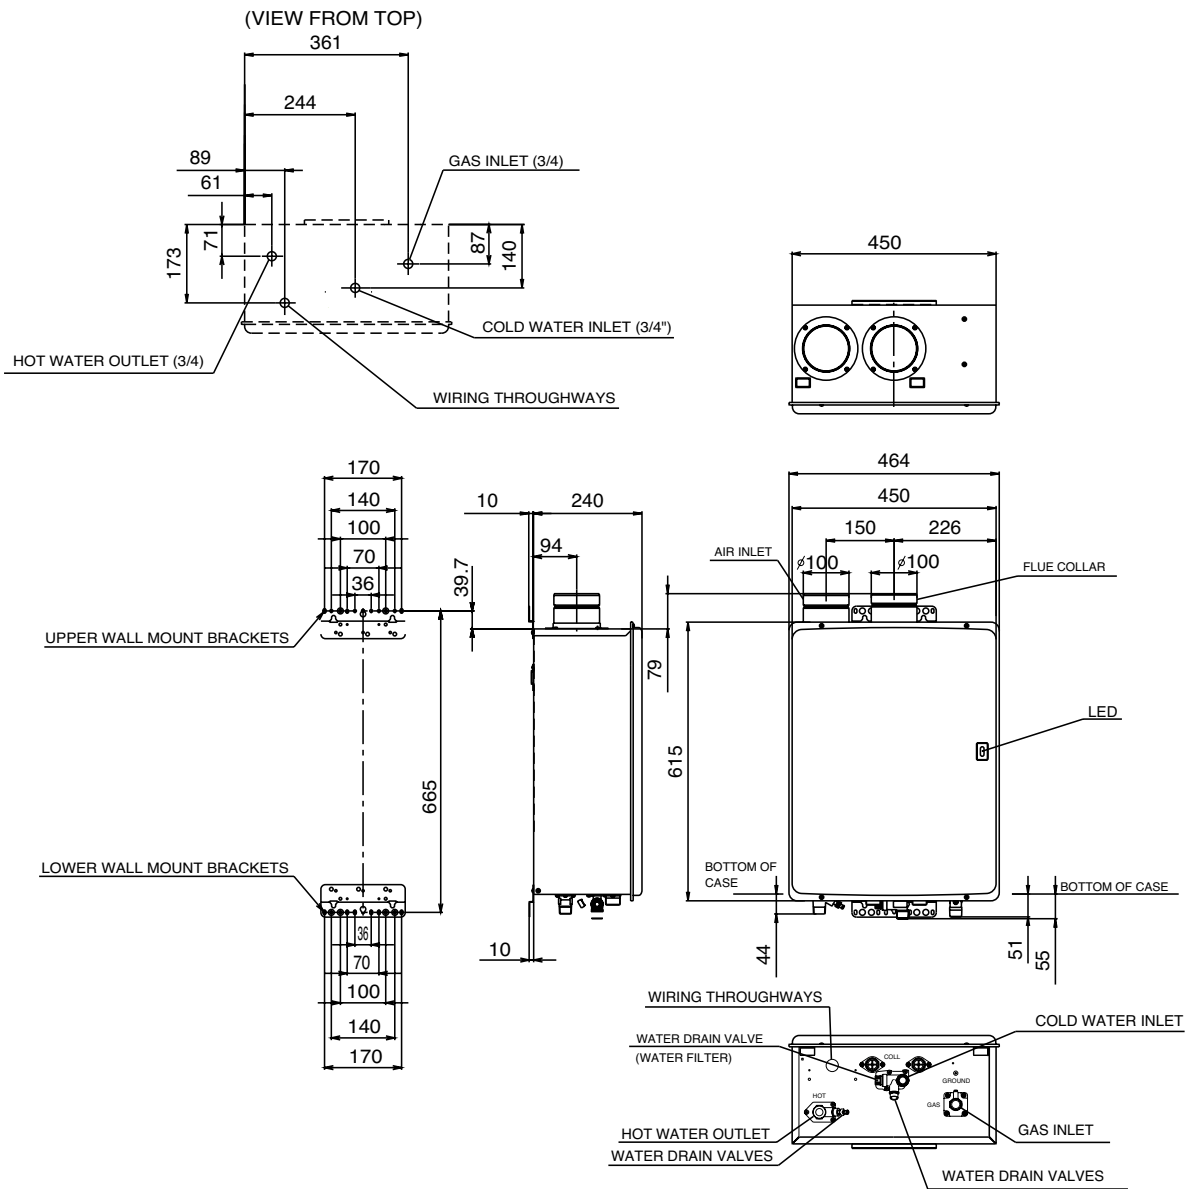 (VIEW FROM TOP)
361
244
89
61
GAS INLET (3/4)
71
173
87
140
COLD WATER INLET (3/4")
HOT WATER OUTLET (3/4)
WIRING THROUGHWAYS
450
170
140
100
70
36
UPPER WALL MOUNT BRACKETS
665
LOWER WALL MOUNT BRACKETS
36
70
100
140
170
10
240
94
39.7
10
464
450
150
226
AIR INLET
⌀100
⌀100
FLUE COLLAR
79
615
LED
BOTTOM OF
CASE
BOTTOM OF CASE
44
51
55
WIRING THROUGHWAYS
COLD WATER INLET
WATER DRAIN VALVE
(WATER FILTER)
COLL
GROUND
HOT
GAS
HOT WATER OUTLET
GAS INLET
WATER DRAIN VALVES
WATER DRAIN VALVES